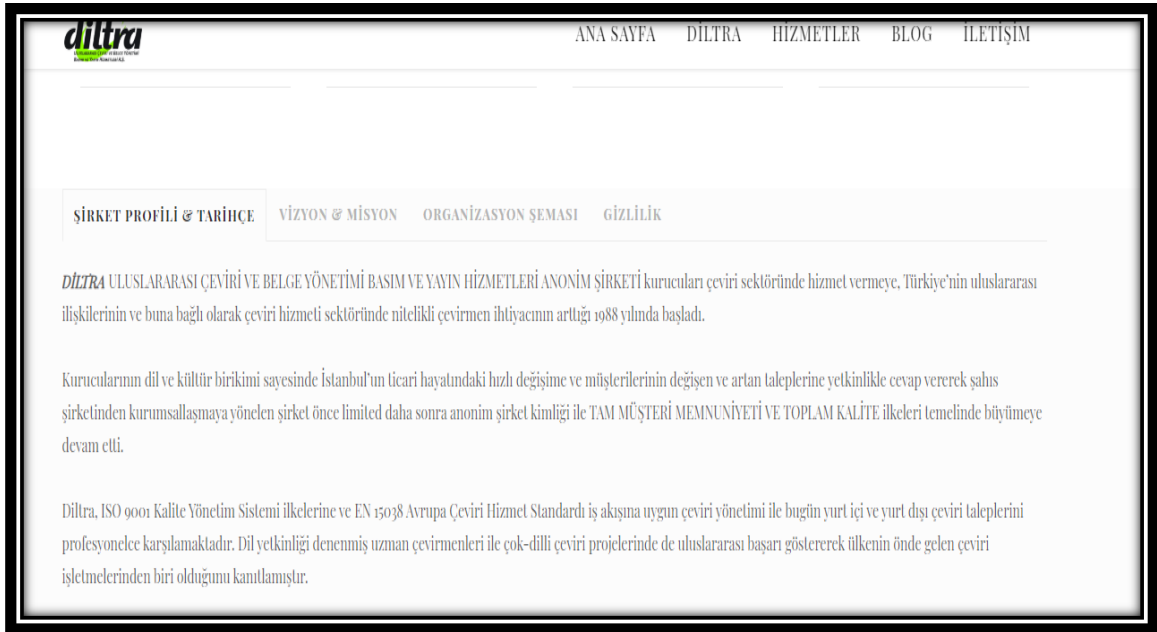 diltra
ANA SAYFA DİLTRA HİZMETLER BLOG İLETİŞİM
ŞİRKET PROFİLİ & TARİHÇE VİZYON & MİSYON ORGANİZASYON ŞEMASI GİZLİLİK
DİLTRA ULUSLARARASI ÇEVİRİ VE BELGE YÖNETİMİ BASIM VE YAYIN HİZMETLERİ ANONİM ŞİRKETİ kurucuları çeviri sektöründe hizmet vermeye, Türkiye’nin uluslararası
ilişkilerinin ve buna bağlı olarak çeviri hizmeti sektöründe nitelikli çevirmen ihtiyacının arttığı 1988 yılında başladı.
Kurucularının dil ve kültür birikimi sayesinde İstanbul’un ticari hayatındaki hızlı değişime ve müşterilerinin değişen ve artan taleplerine yetkinlikle cevap vererek şahıs
şirketinden kurumsallaşmaya yönelen şirket önce limited daha sonra anonim şirket kimliği ile TAM MÜŞTERİ MEMNUNİYETİ VE TOPLAM KALİTE ilkeleri temelinde büyümeye
devam etti.
Diltra, ISO 9001 Kalite Yönetim Sistemi ilkelerine ve EN 15038 Avrupa Çeviri Hizmet Standardı iş akışına uygun çeviri yönetimi ile bugün yurt içi ve yurt dışı çeviri taleplerini
profesyonelce karşılamaktadır. Dil yetkinliği denenmiş uzman çevirmenleri ile çok-dilli çeviri projelerinde de uluslararası başarı göstererek ülkenin önde gelen çeviri
işletmelerinden biri olduğunu kanıtlamıştır.